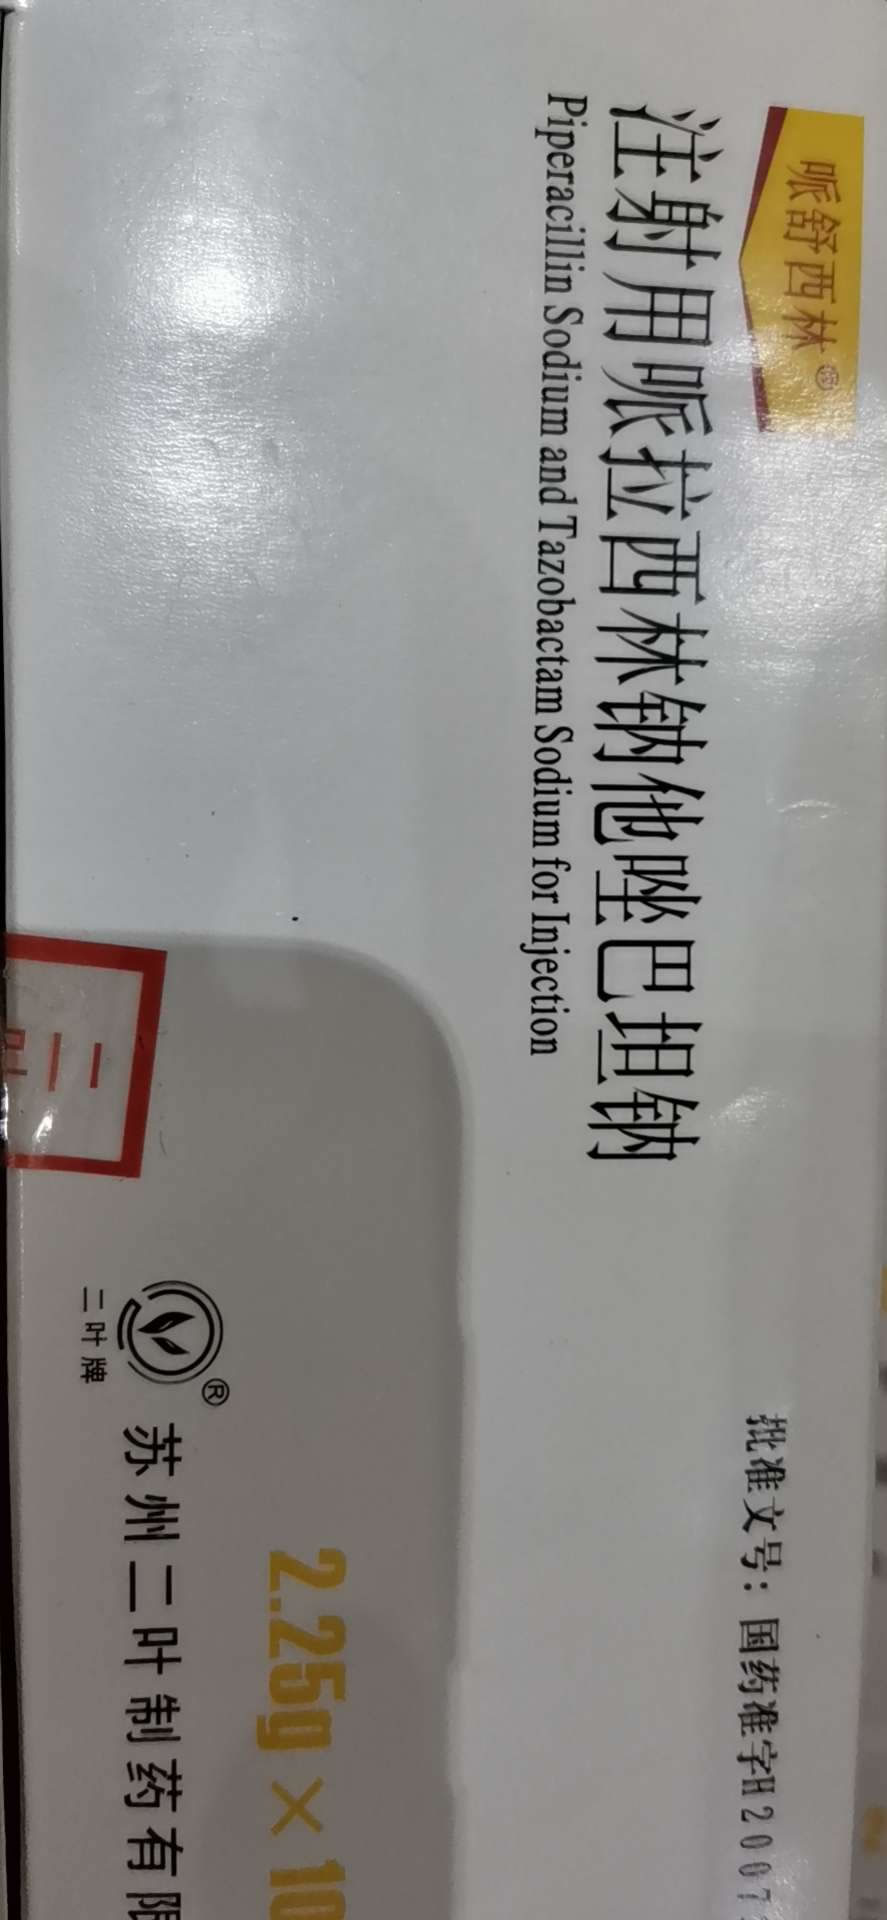 哌舒西林®
注射用哌拉西林钠他唑巴坦钠
Piperacillin Sodium and Tazobactam Sodium for Injection
批准文号：国药准字H2007
2.25g×10
®
二叶牌
苏州二叶制药有限
二